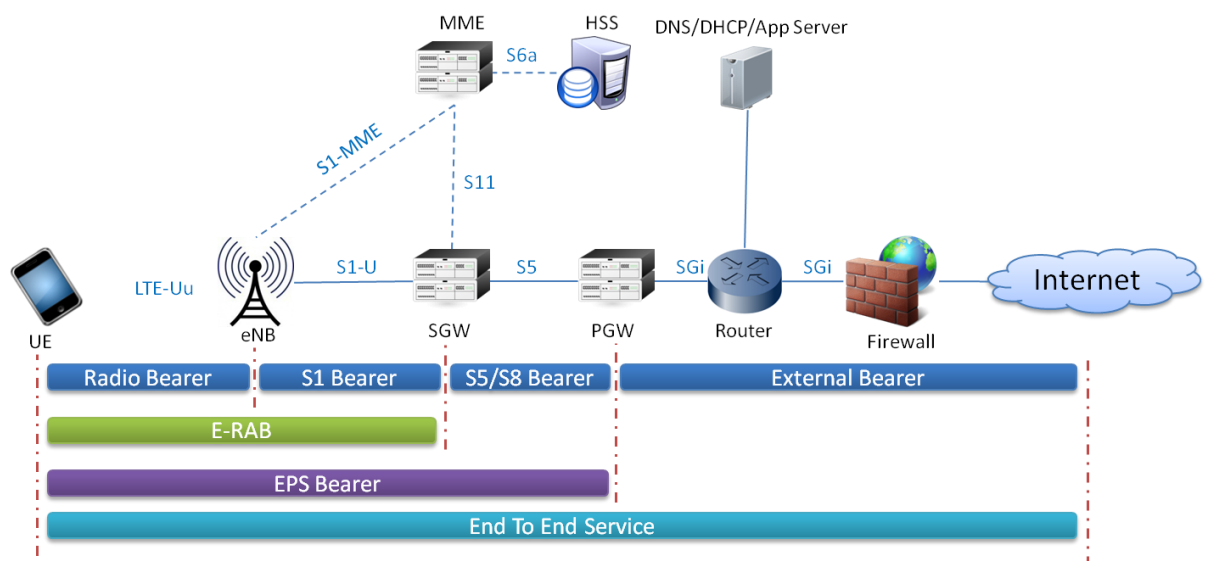 MME
HSS
DNS/DHCP/App Server
S6a
S1-MME
S11
LTE-Uu
S1-U
S5
SGi
SGi
Internet
UE
eNB
SGW
PGW
Router
Firewall
Radio Bearer
S1 Bearer
S5/S8 Bearer
External Bearer
E-RAB
EPS Bearer
End To End Service